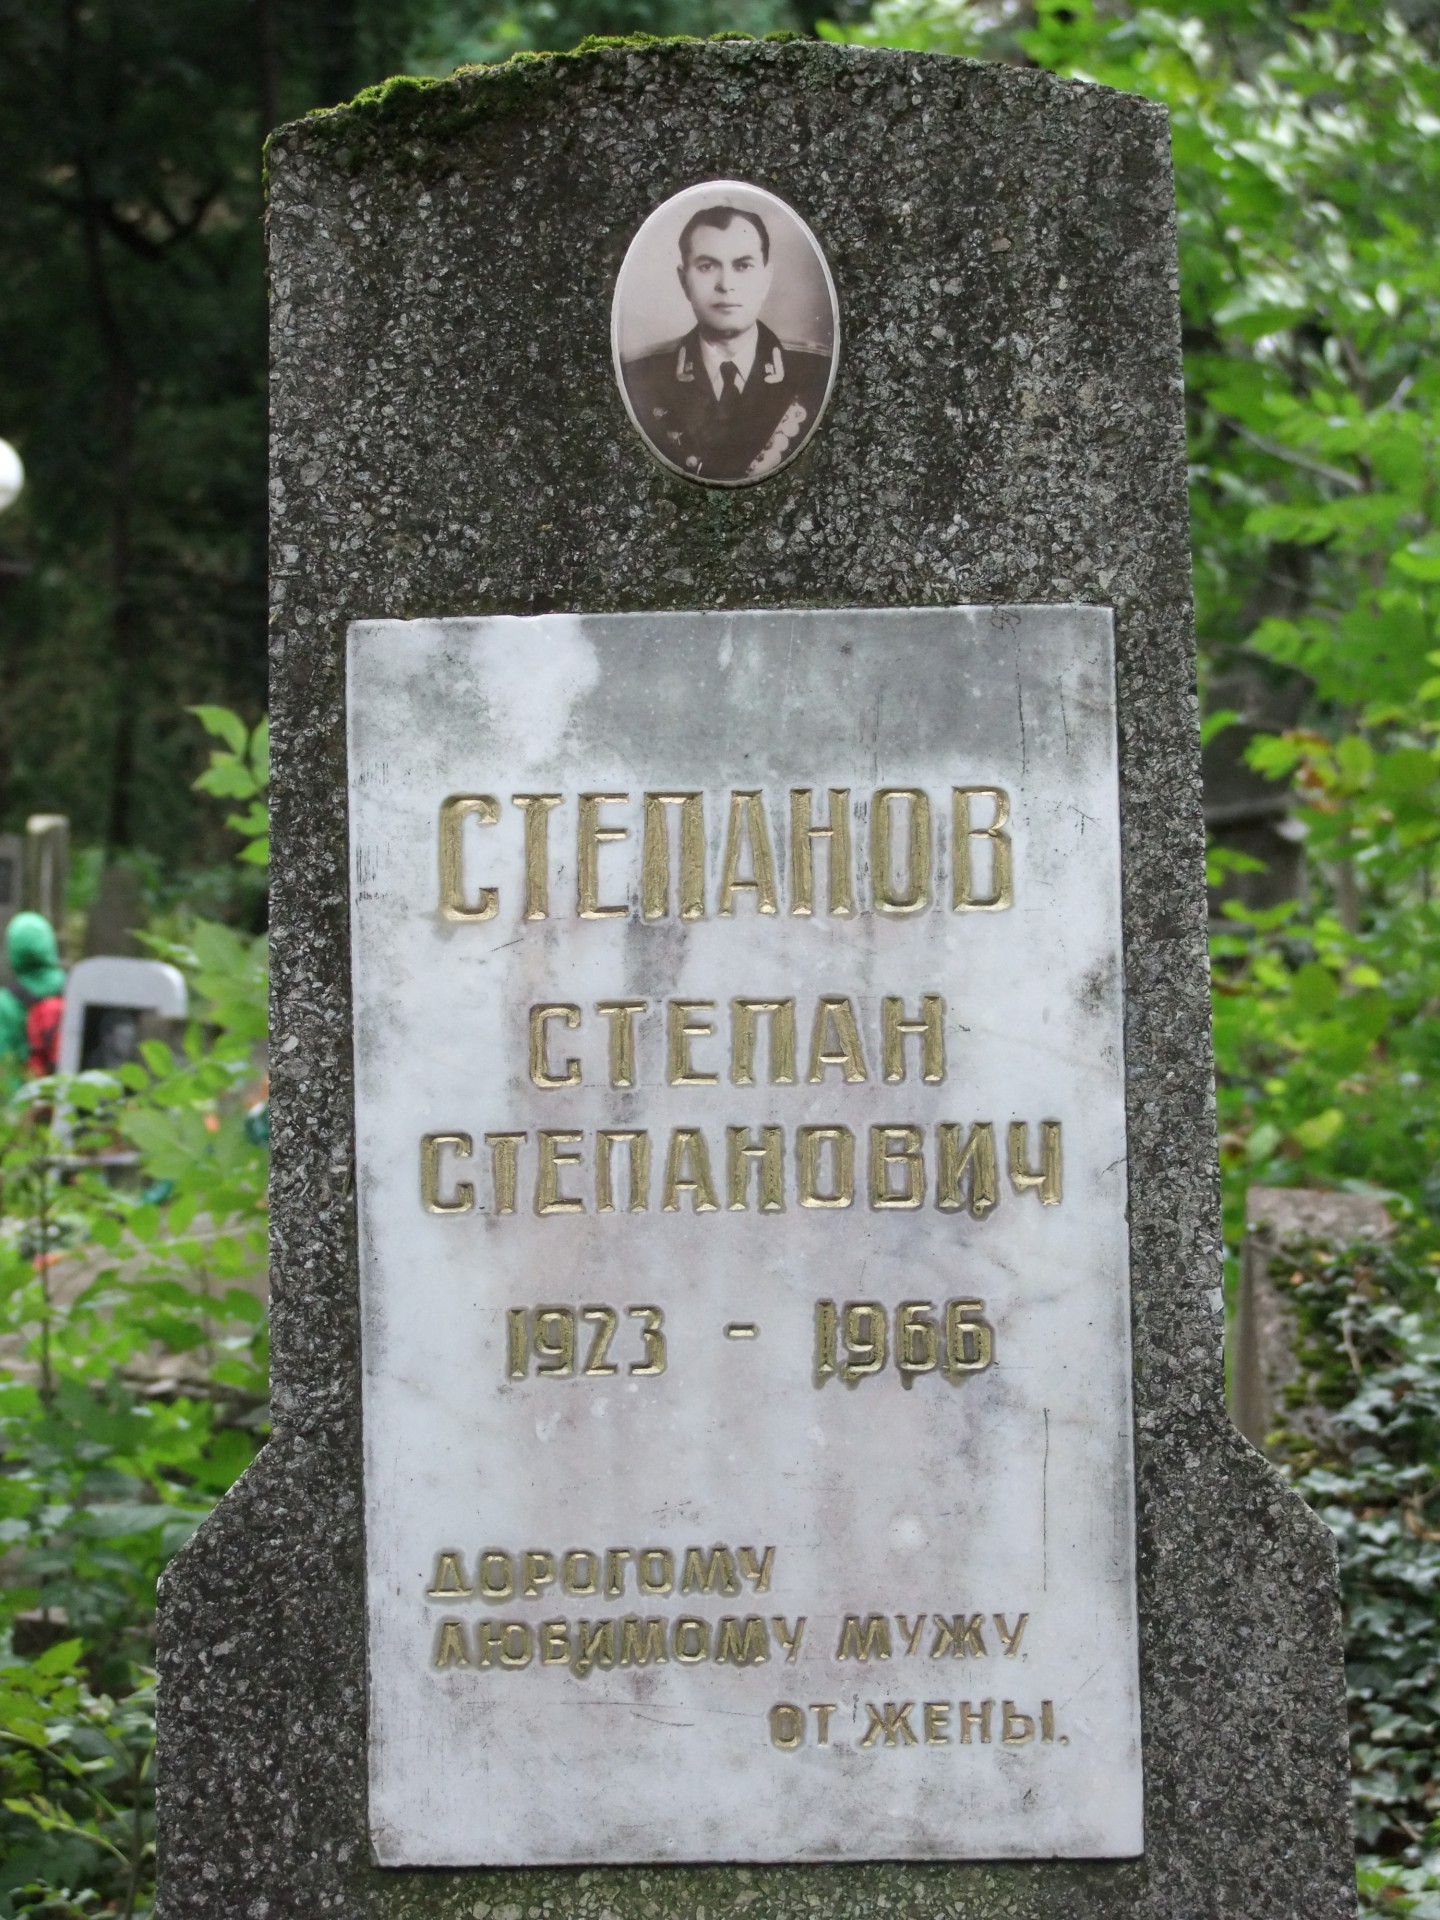 СТЕПАНОВ
СТЕПАН
СТЕПАНОВИЧ
1923 - 1966
ДОРОГОМУ
ЛЮБИМОМУ МУЖУ,
ОТ ЖЕНЫ.